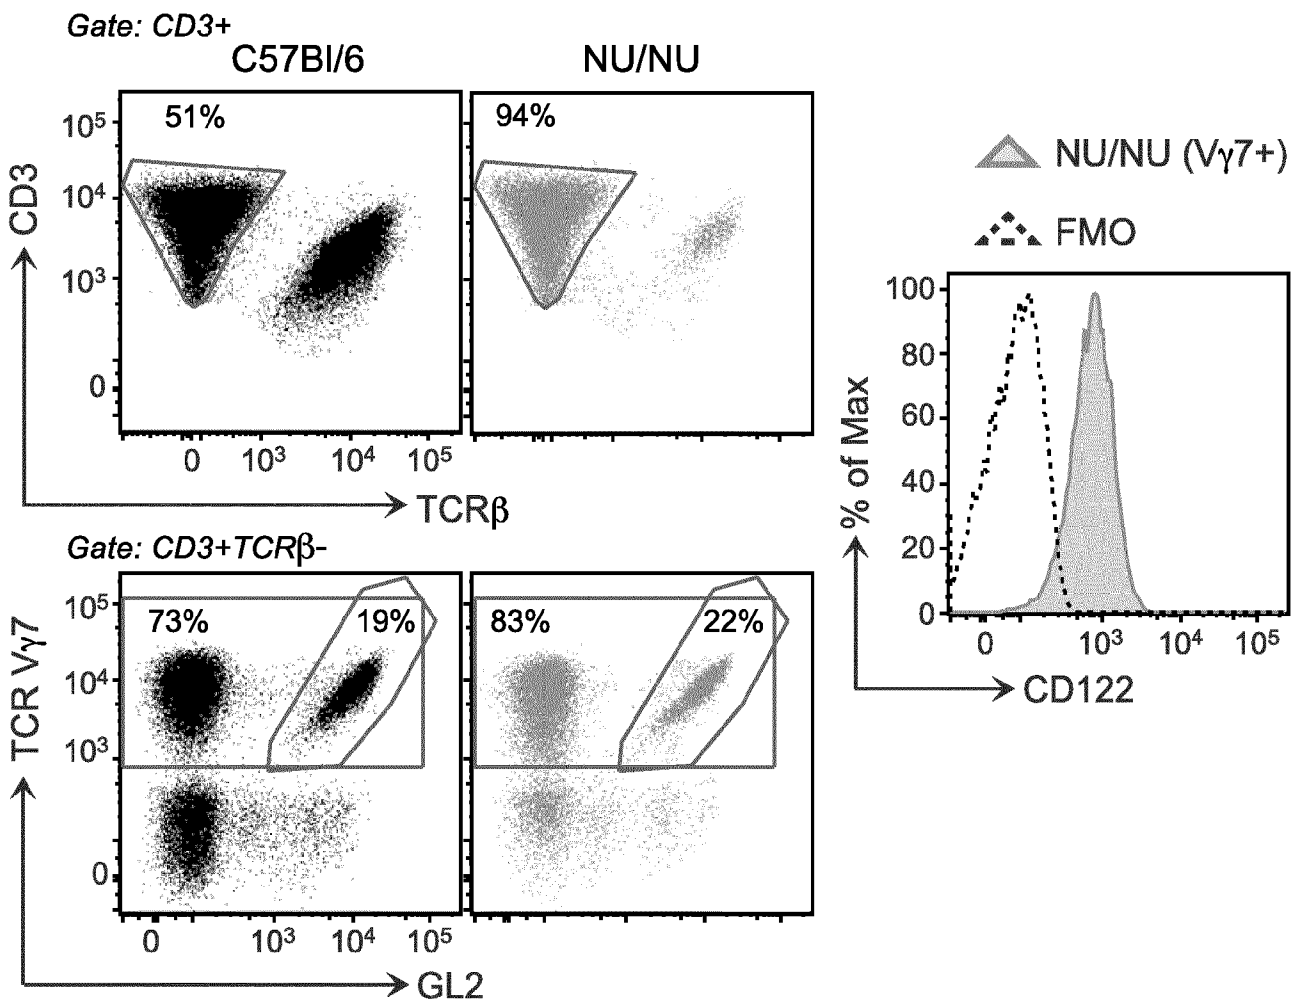 Gate: CD3+
C57Bl/6
NU/NU
51%
94%
10⁵
10⁴
10³
0
CD3
0
10³
10⁴
10⁵
TCRβ
Gate: CD3+TCRβ-
73%
19%
83%
22%
10⁵
10⁴
10³
0
TCR Vγ7
0
10³
10⁴
10⁵
GL2
NU/NU (Vγ7+)
FMO
100
80
60
40
20
0
% of Max
0
10³
10⁴
10⁵
CD122